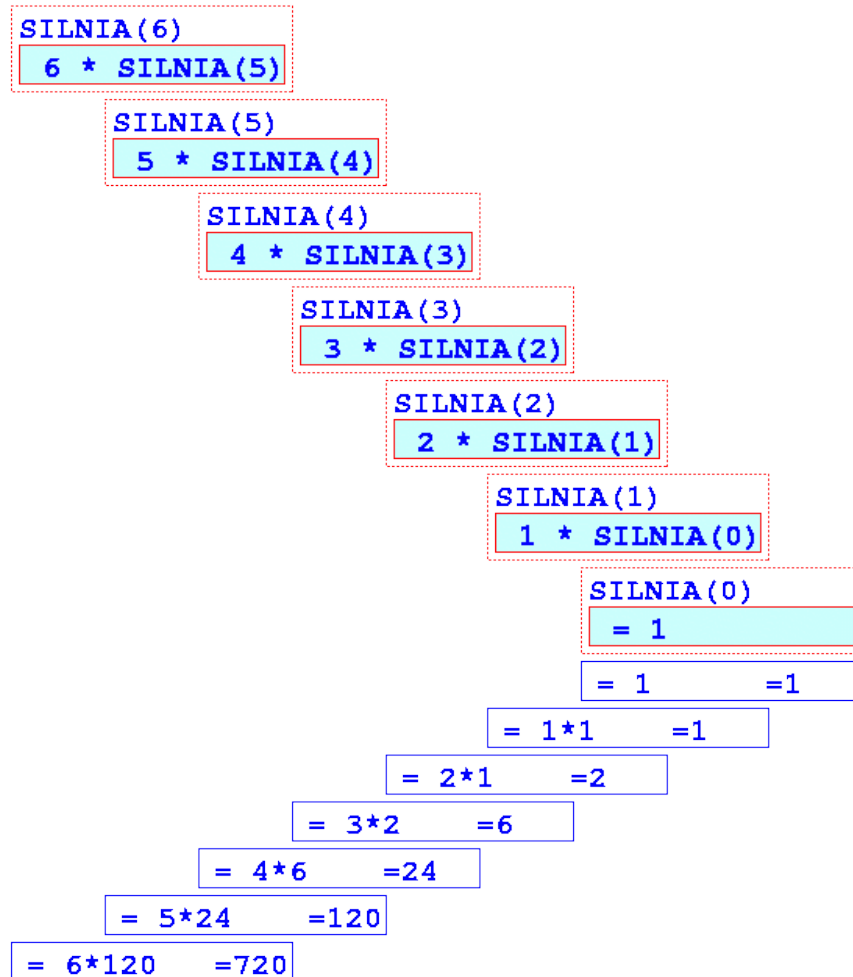 SILNIA(6)
6 * SILNIA(5)
SILNIA(5)
5 * SILNIA(4)
SILNIA(4)
4 * SILNIA(3)
SILNIA(3)
3 * SILNIA(2)
SILNIA(2)
2 * SILNIA(1)
SILNIA(1)
1 * SILNIA(0)
SILNIA(0)
= 1
= 1 =1
= 1*1 =1
= 2*1 =2
= 3*2 =6
= 4*6 =24
= 5*24 =120
= 6*120 =720